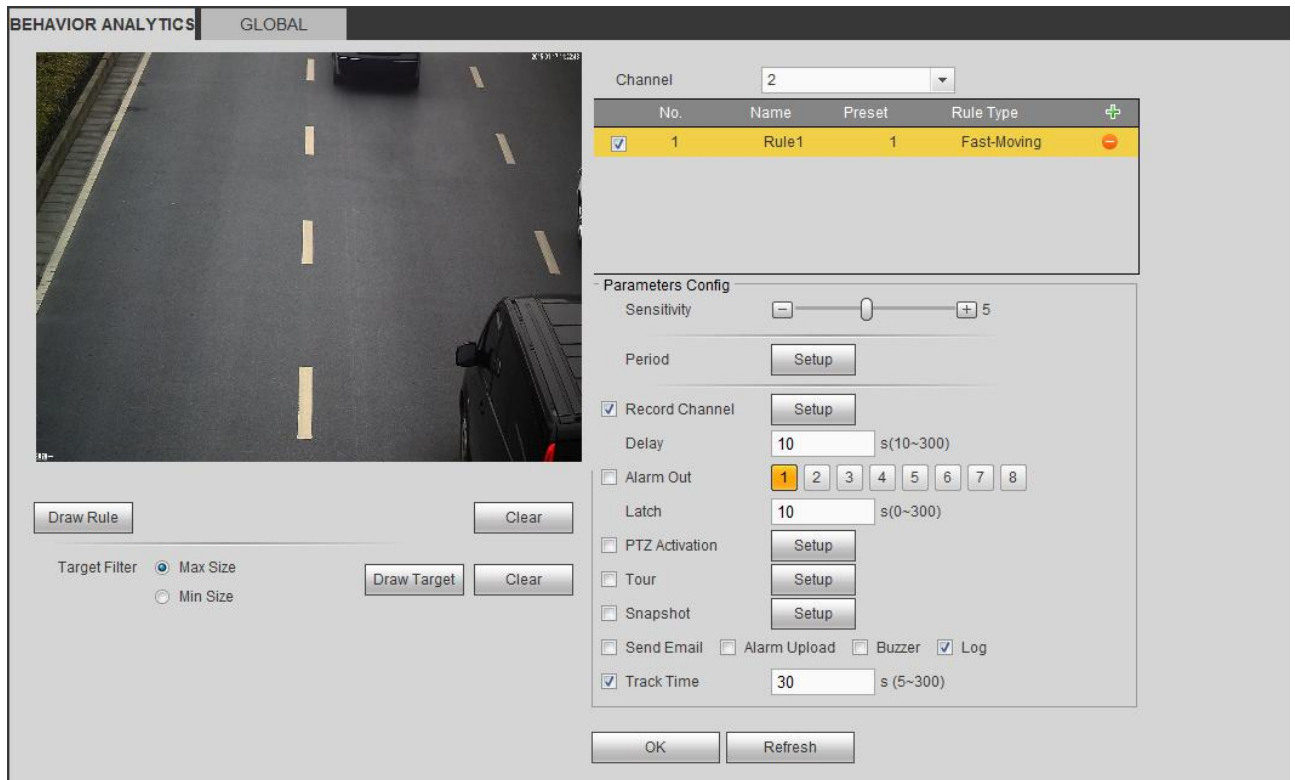 BEHAVIOR ANALYTICS GLOBAL
Channel 2
No. Name Preset Rule Type
1 Rule1 1 Fast-Moving
Parameters Config
Sensitivity 5
Period Setup
Record Channel Setup
Delay 10 s(10~300)
Alarm Out 1 2 3 4 5 6 7 8
Latch 10 s(0~300)
PTZ Activation Setup
Tour Setup
Snapshot Setup
Send Email Alarm Upload Buzzer Log
Track Time 30 s (5~300)
OK Refresh
Draw Rule Clear
Target Filter Max Size Draw Target Clear
Min Size